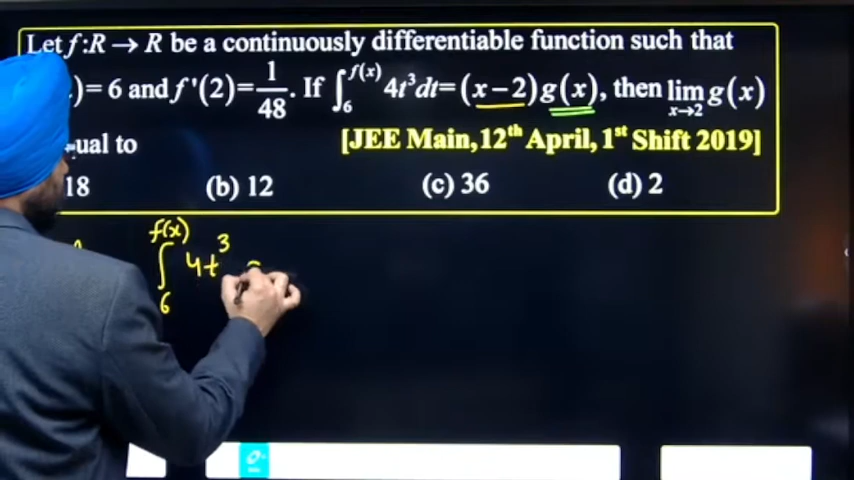 Let f:R → R be a continuously differentiable function such that
)= 6 and f '(2)= 1/48. If ∫_6^{f(x)} 4t³dt=(x−2)g(x), then lim_{x→2} g(x)
ual to
[JEE Main,12th April, 1st Shift 2019]
18 (b) 12 (c) 36 (d) 2
∫_6^{f(x)} 4t³